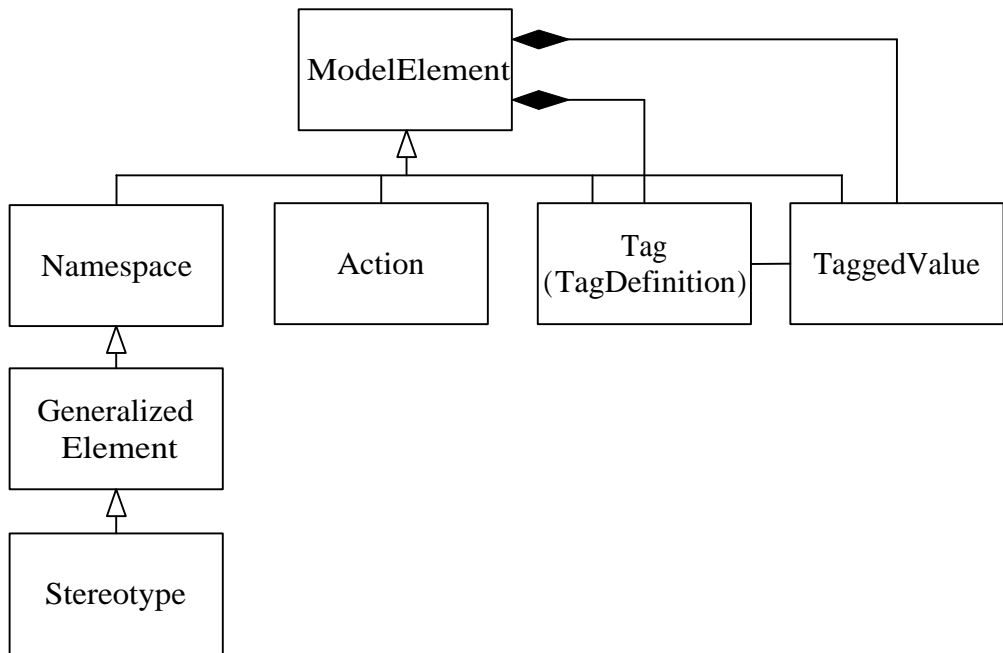 ModelElement
Namespace
Action
Tag
(TagDefinition)
TaggedValue
Generalized
Element
Stereotype